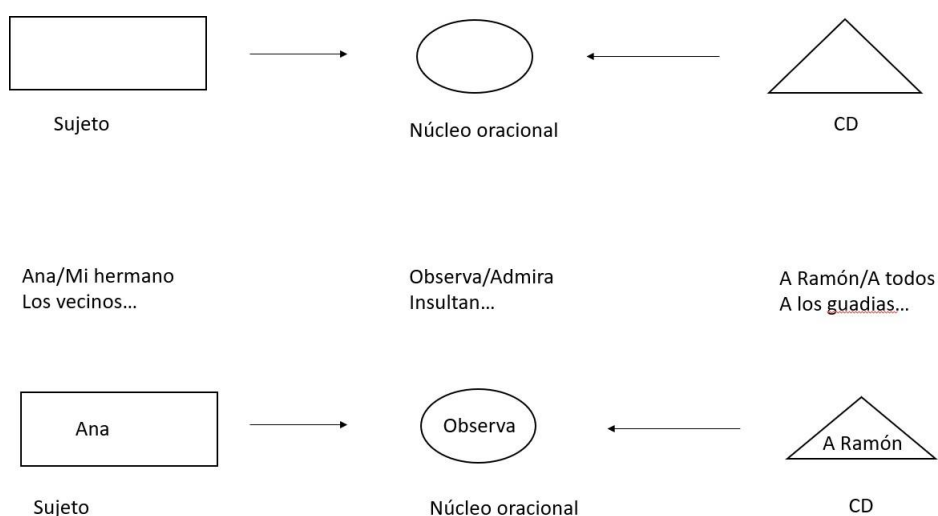 Sujeto
Núcleo oracional
CD
Ana/Mi hermano
Los vecinos...
Observa/Admira
Insultan...
A Ramón/A todos
A los guadias...
Ana
Observa
A Ramón
Sujeto
Núcleo oracional
CD